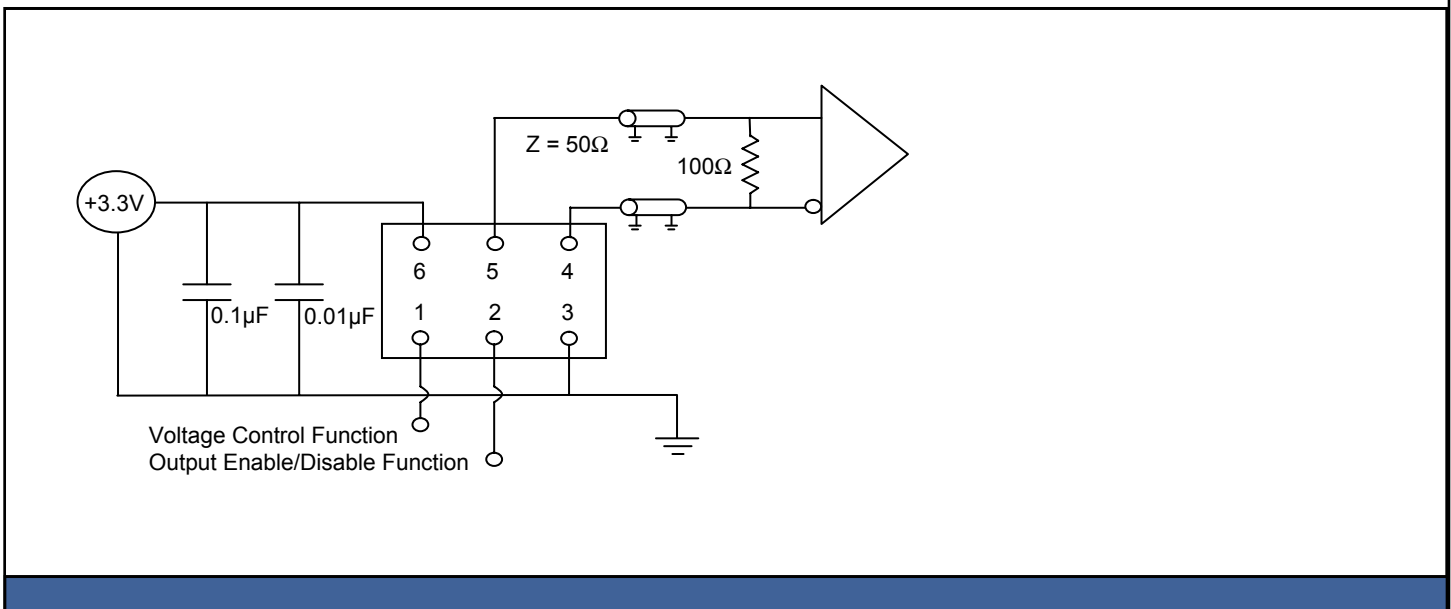 Z = 50Ω
100Ω
+3.3V
6 5 4
0.1µF
0.01µF
1 2 3
Voltage Control Function
Output Enable/Disable Function